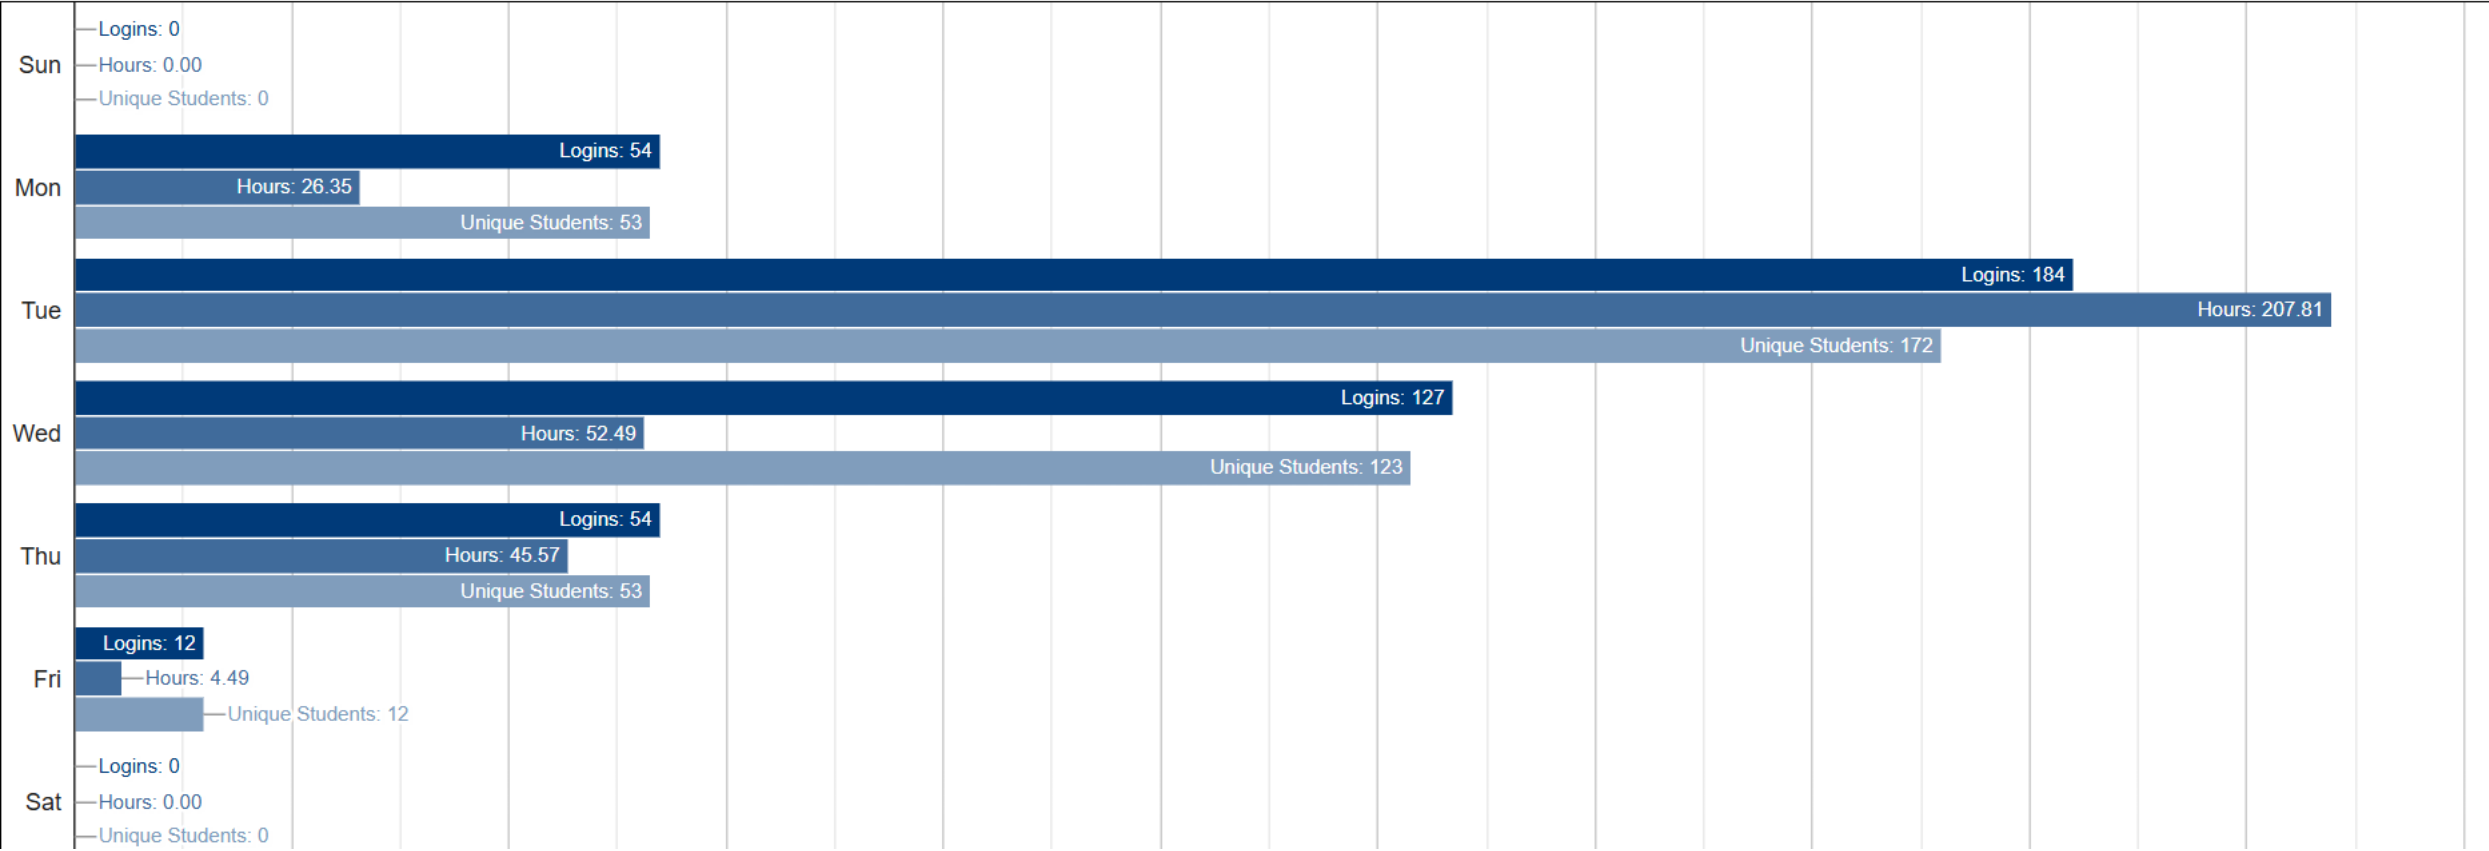 Logins: 0
Sun
Hours: 0.00
Unique Students: 0
Logins: 54
Mon
Hours: 26.35
Unique Students: 53
Logins: 184
Tue
Hours: 207.81
Unique Students: 172
Logins: 127
Wed
Hours: 52.49
Unique Students: 123
Logins: 54
Thu
Hours: 45.57
Unique Students: 53
Logins: 12
Fri
Hours: 4.49
Unique Students: 12
Logins: 0
Sat
Hours: 0.00
Unique Students: 0